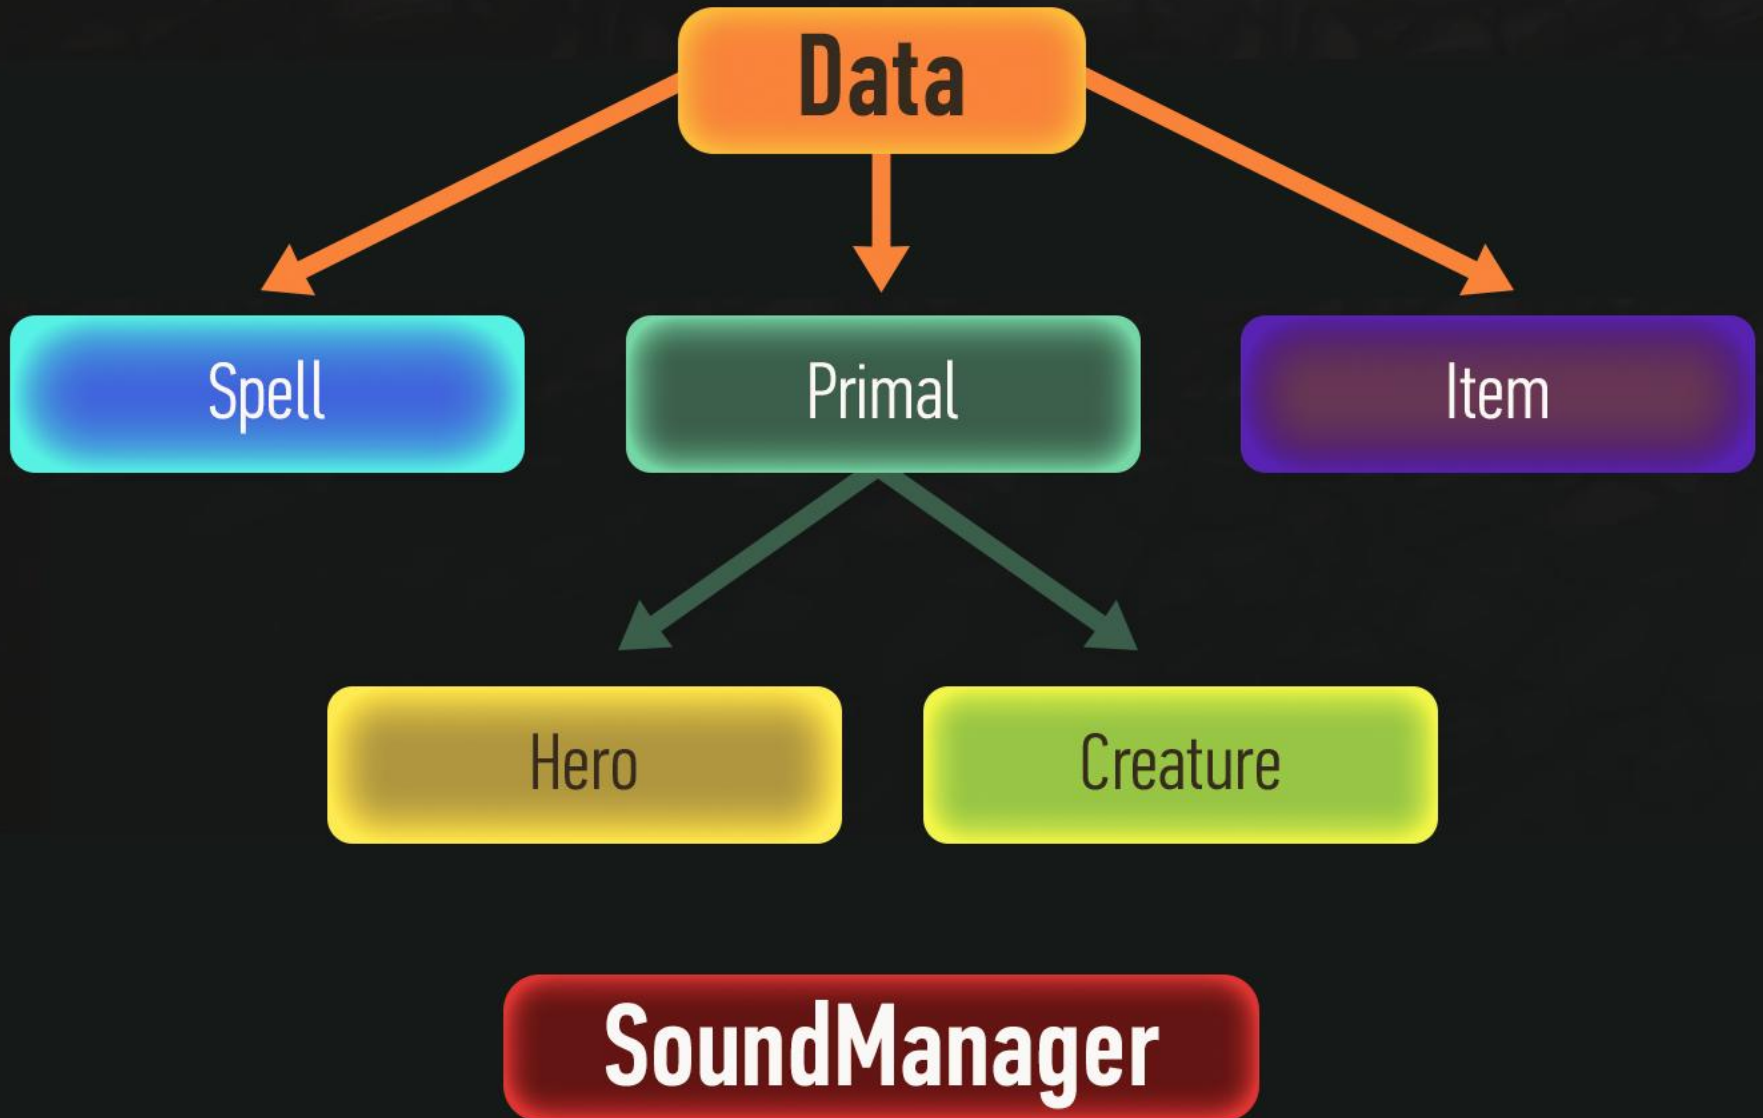 Data
Spell
Primal
Item
Hero
Creature
SoundManager